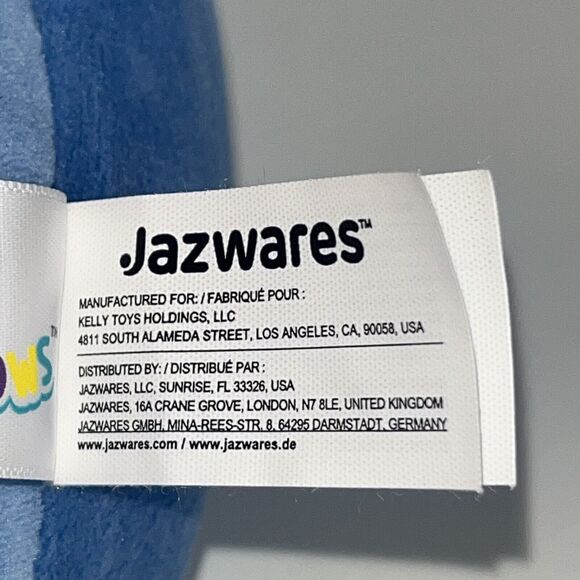 Jazwares™
MANUFACTURED FOR: / FABRIQUÉ POUR :
KELLY TOYS HOLDINGS, LLC
4811 SOUTH ALAMEDA STREET, LOS ANGELES, CA, 90058, USA
DISTRIBUTED BY: / DISTRIBUÉ PAR :
JAZWARES, LLC, SUNRISE, FL 33326, USA
JAZWARES, 16A CRANE GROVE, LONDON, N7 8LE, UNITED KINGDOM
JAZWARES GMBH, MINA-REES-STR. 8, 64295 DARMSTADT, GERMANY
www.jazwares.com / www.jazwares.de